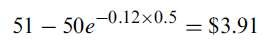 51 – 50e^{−0.12×0.5} = $3.91